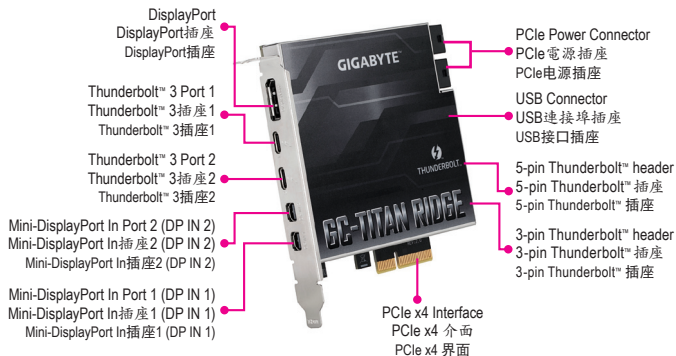 DisplayPort
DisplayPort插座
DisplayPort插座
Thunderbolt™ 3 Port 1
Thunderbolt™ 3插座1
Thunderbolt™ 3插座1
Thunderbolt™ 3 Port 2
Thunderbolt™ 3插座2
Thunderbolt™ 3插座2
Mini-DisplayPort In Port 2 (DP IN 2)
Mini-DisplayPort In插座2 (DP IN 2)
Mini-DisplayPort In插座2 (DP IN 2)
Mini-DisplayPort In Port 1 (DP IN 1)
Mini-DisplayPort In插座1 (DP IN 1)
Mini-DisplayPort In插座1 (DP IN 1)
GIGABYTE™
THUNDERBOLT™
GC-TITAN RIDGE
PCIe Power Connector
PCIe電源插座
PCIe电源插座
USB Connector
USB連接埠插座
USB接口插座
5-pin Thunderbolt™ header
5-pin Thunderbolt™ 插座
5-pin Thunderbolt™ 插座
3-pin Thunderbolt™ header
3-pin Thunderbolt™ 插座
3-pin Thunderbolt™ 插座
PCIe x4 Interface
PCIe x4 介面
PCIe x4 界面